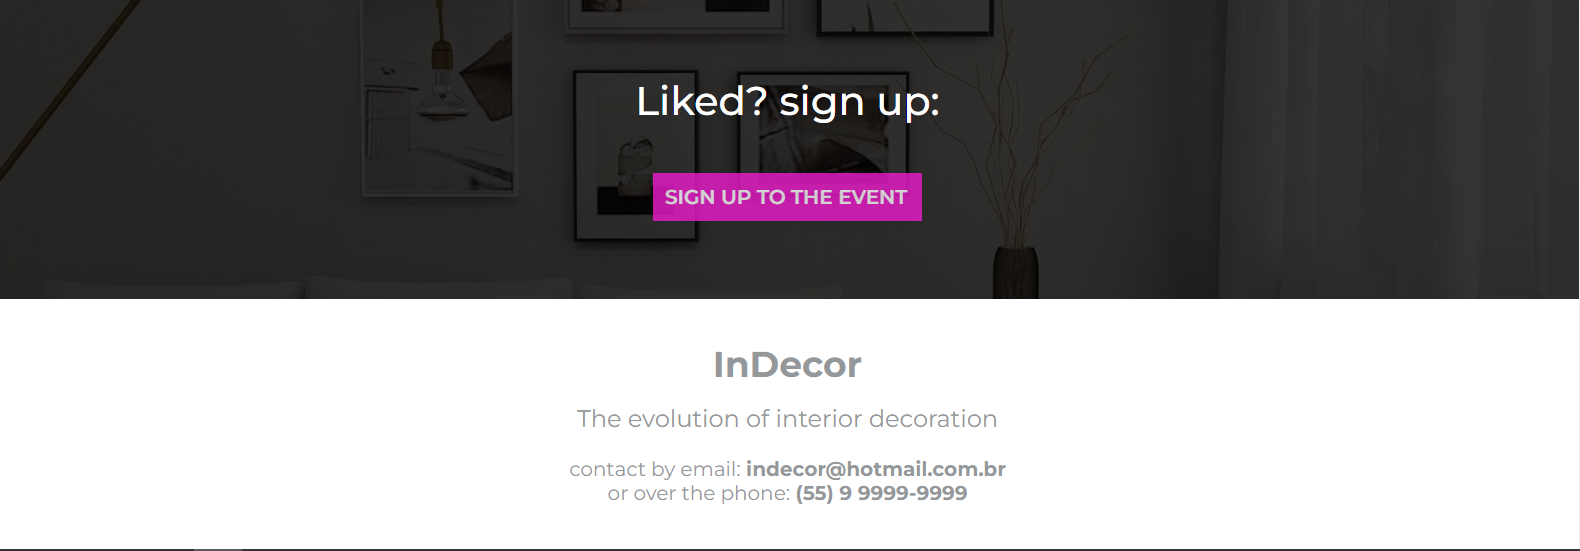 Liked? sign up:
SIGN UP TO THE EVENT
InDecor
The evolution of interior decoration
contact by email: indecor@hotmail.com.br
or over the phone: (55) 9 9999-9999